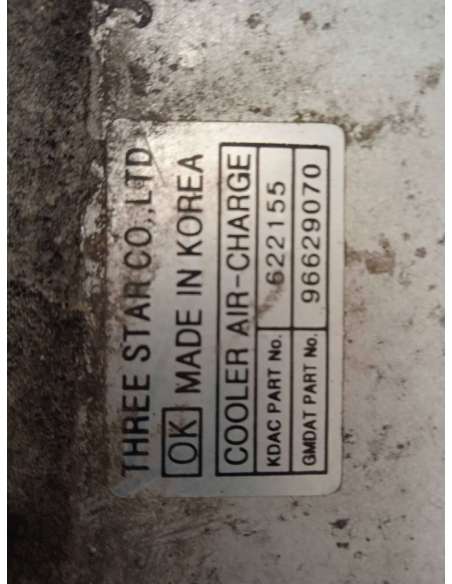 THREE STAR CO.,LTD
OK MADE IN KOREA
COOLER AIR-CHARGE
KDAC PART No. 622155
GMDAT PART No. 96629070